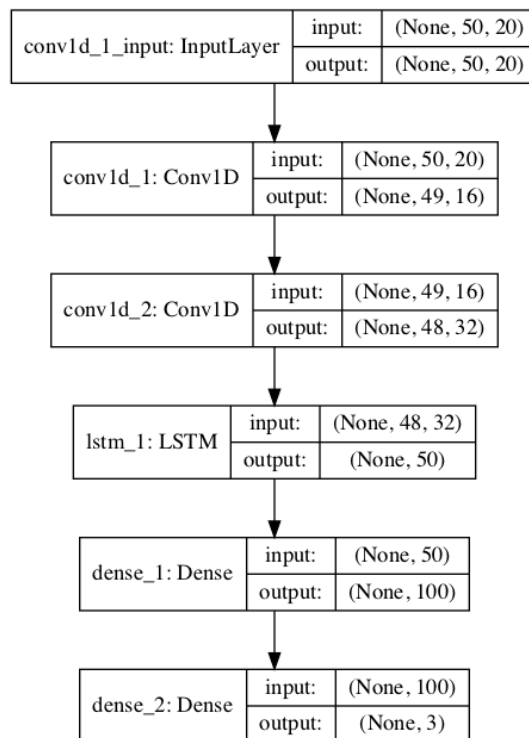 conv1d_1_input: InputLayer
input: (None, 50, 20)
output: (None, 50, 20)
conv1d_1: Conv1D
input: (None, 50, 20)
output: (None, 49, 16)
conv1d_2: Conv1D
input: (None, 49, 16)
output: (None, 48, 32)
lstm_1: LSTM
input: (None, 48, 32)
output: (None, 50)
dense_1: Dense
input: (None, 50)
output: (None, 100)
dense_2: Dense
input: (None, 100)
output: (None, 3)